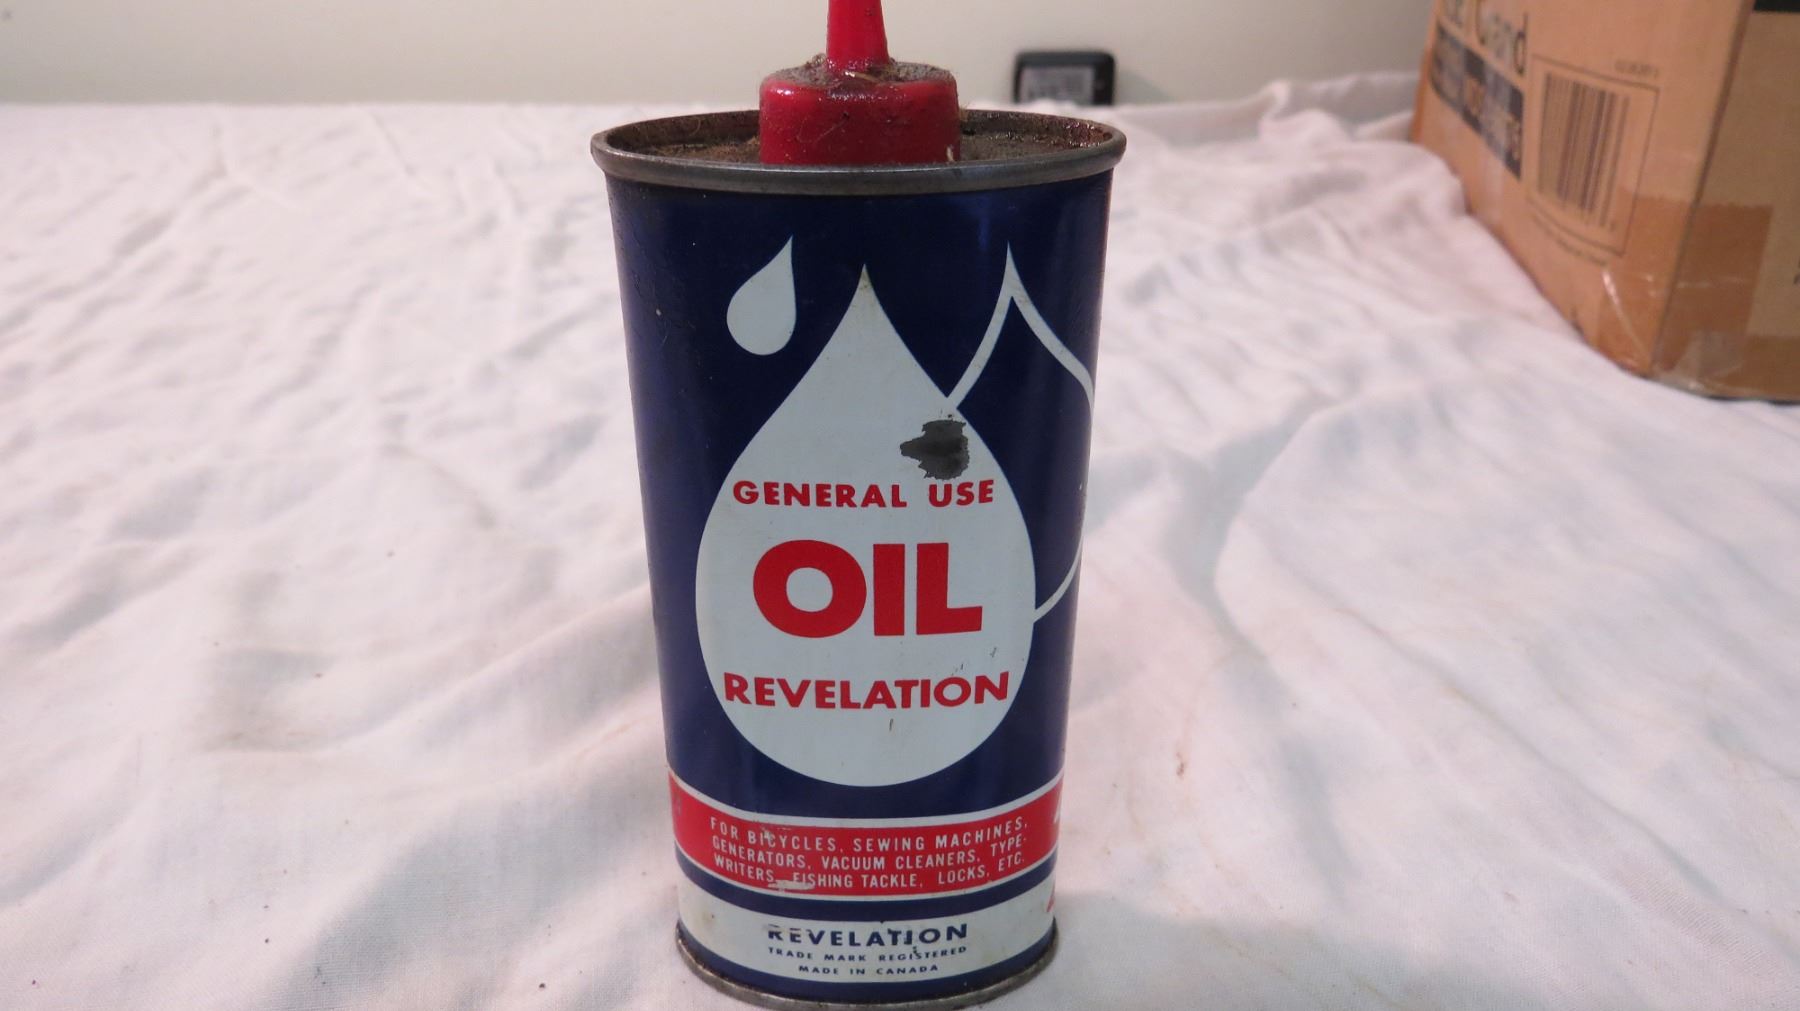 GENERAL USE
OIL
REVELATION
FOR BICYCLES, SEWING MACHINES,
GENERATORS, VACUUM CLEANERS, TYPE-
WRITERS, FISHING TACKLE, LOCKS, ETC.
REVELATION
TRADE MARK REGISTERED
MADE IN CANADA